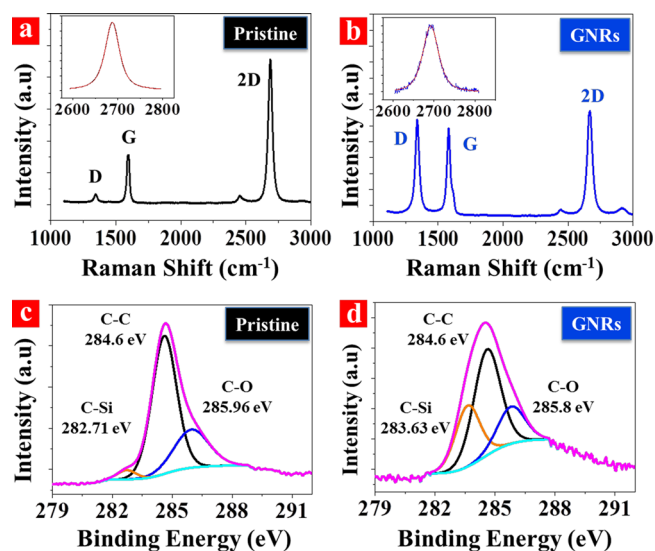 a
Pristine
2600 2700 2800
2D
G
D
Intensity (a.u)
1000 1500 2000 2500 3000
Raman Shift (cm-1)
b
GNRs
2600 2700 2800
2D
D
G
Intensity (a.u)
1000 1500 2000 2500 3000
Raman Shift (cm-1)
c
Pristine
C-C
284.6 eV
C-O
285.96 eV
C-Si
282.71 eV
Intensity (a.u)
279 282 285 288 291
Binding Energy (eV)
d
GNRs
C-C
284.6 eV
C-O
285.8 eV
C-Si
283.63 eV
Intensity (a.u)
279 282 285 288 291
Binding Energy (eV)